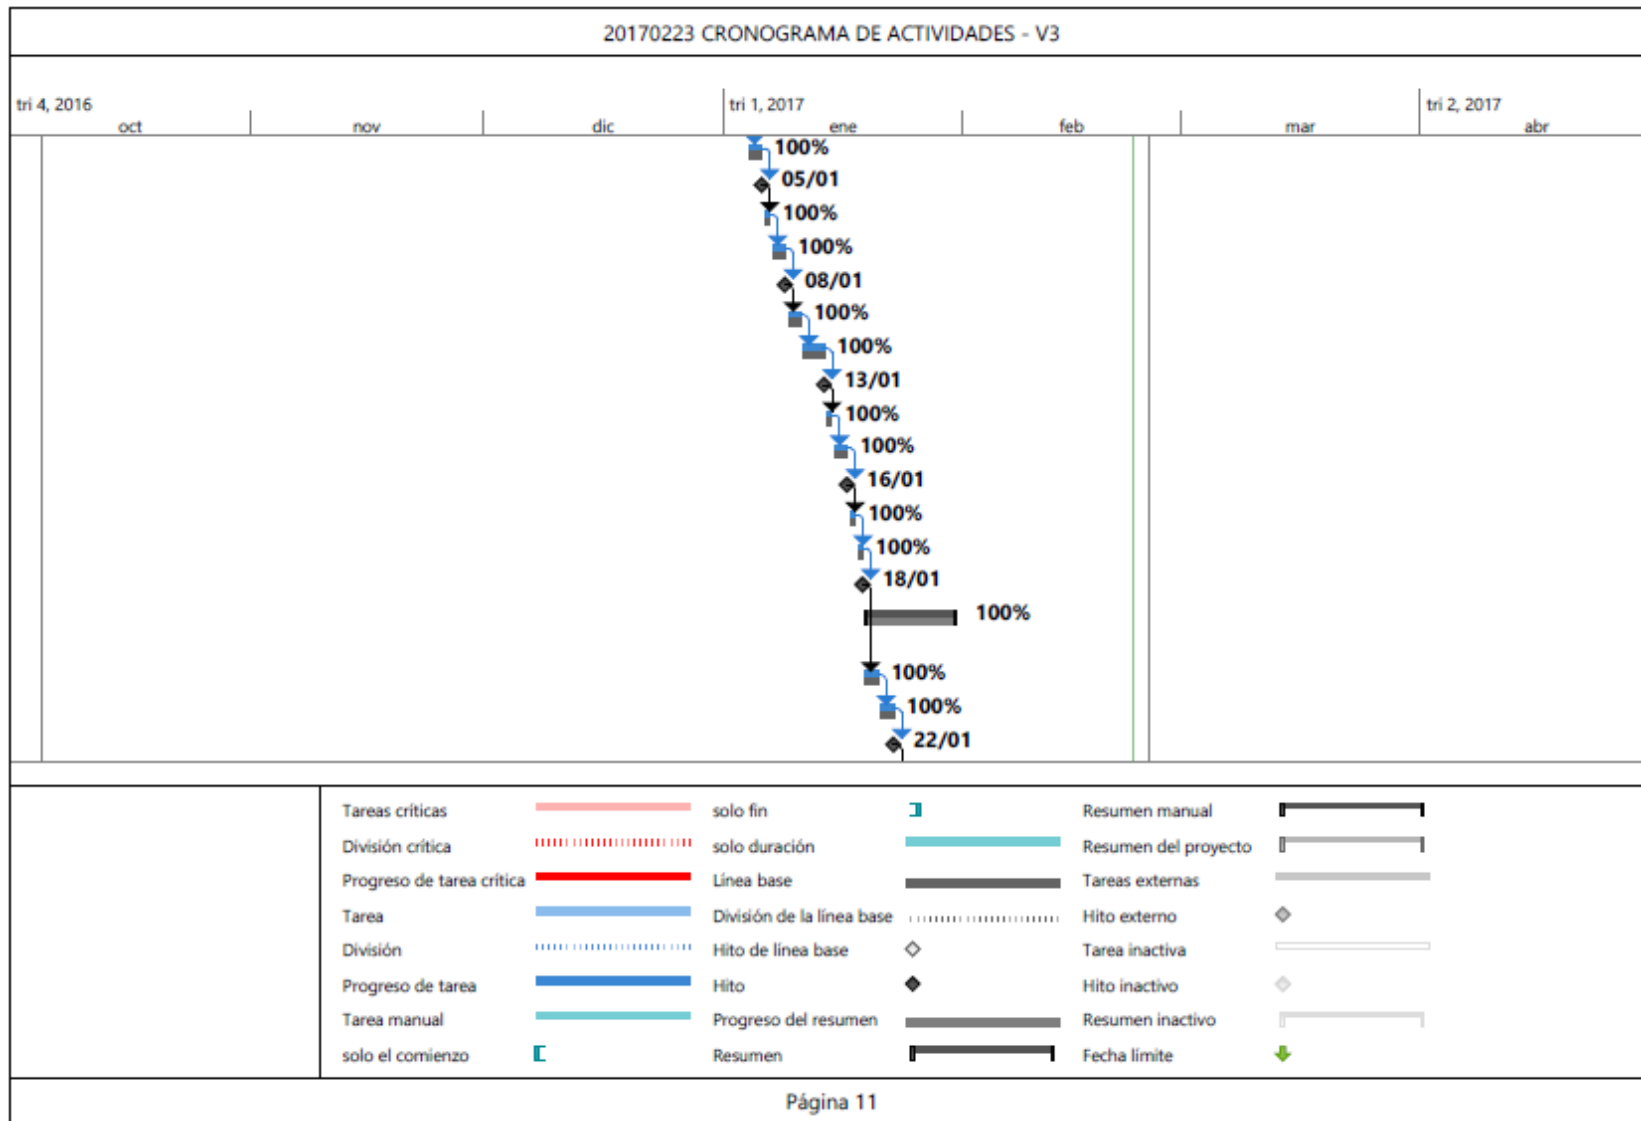 20170223 CRONOGRAMA DE ACTIVIDADES - V3
tri 4, 2016 tri 1, 2017 tri 2, 2017
oct nov dic ene feb mar abr
100%
05/01
100%
100%
08/01
100%
100%
13/01
100%
100%
16/01
100%
100%
18/01
100%
100%
100%
22/01
Tareas críticas solo fin Resumen manual
División crítica solo duración Resumen del proyecto
Progreso de tarea crítica Línea base Tareas externas
Tarea División de la línea base Hito externo
División Hito de línea base Tarea inactiva
Progreso de tarea Hito Hito inactivo
Tarea manual Progreso del resumen Resumen inactivo
solo el comienzo Resumen Fecha límite
Página 11